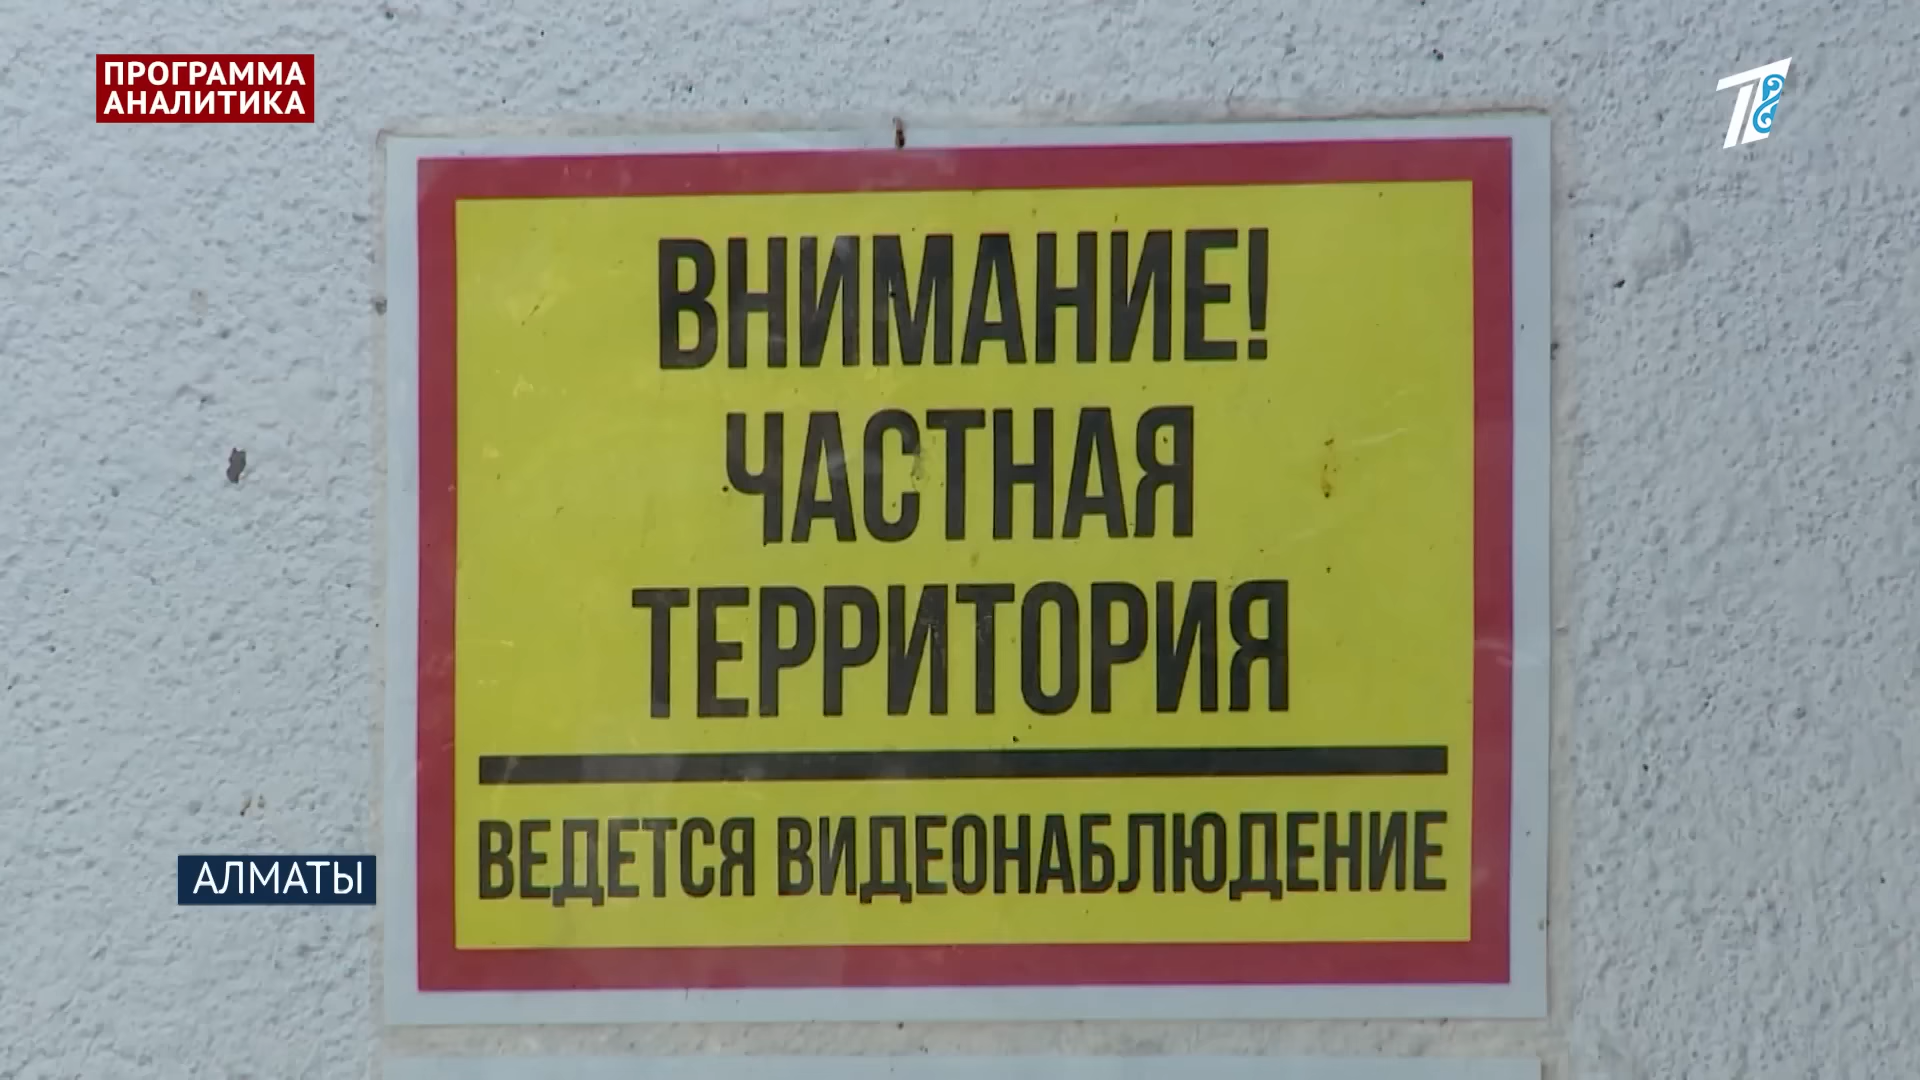 ПРОГРАММА
АНАЛИТИКА
ВНИМАНИЕ!
ЧАСТНАЯ
ТЕРРИТОРИЯ
ВЕДЕТСЯ ВИДЕОНАБЛЮДЕНИЕ
АЛМАТЫ